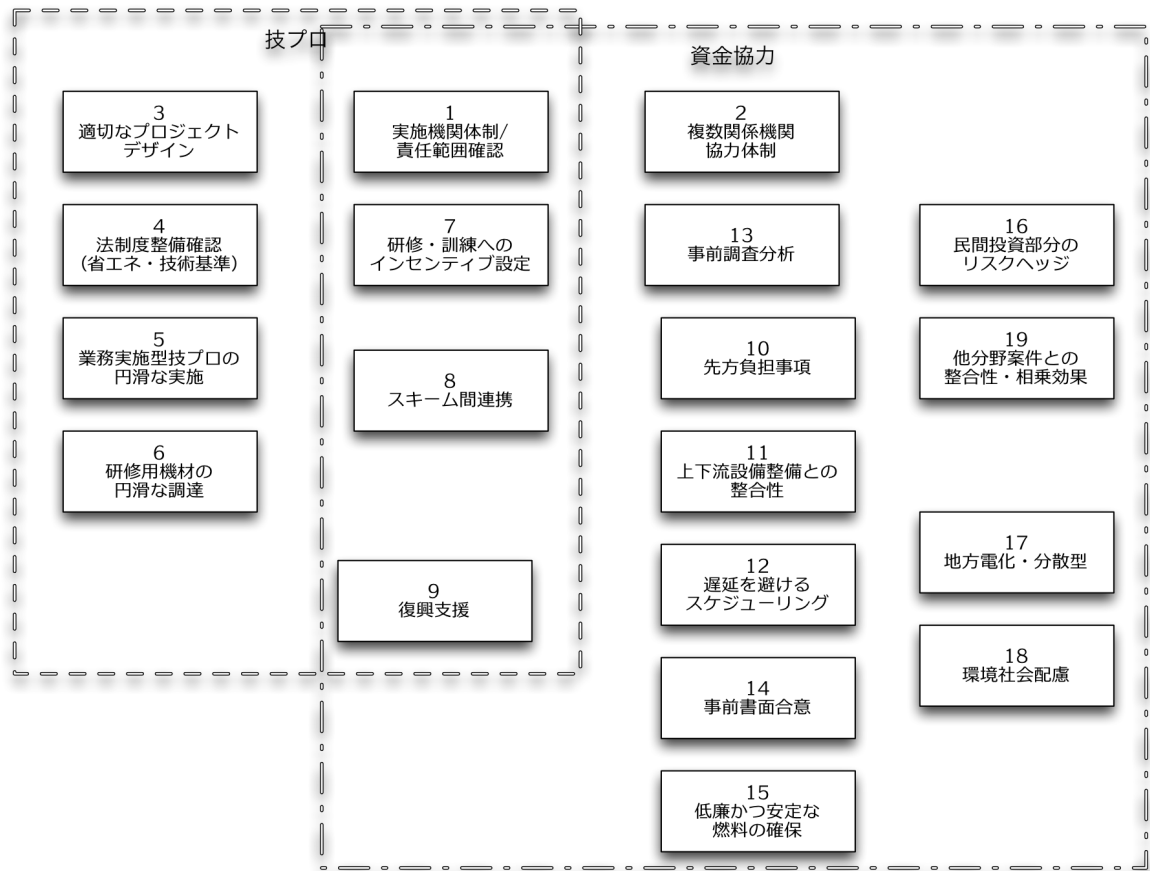 技プロ
資金協力
3
適切なプロジェクト
デザイン
1
実施機関体制/
責任範囲確認
2
複数関係機関
協力体制
4
法制度整備確認
(省エネ・技術基準)
7
研修・訓練への
インセンティブ設定
13
事前調査分析
16
民間投資部分の
リスクヘッジ
5
業務実施型技プロの
円滑な実施
8
スキーム間連携
10
先方負担事項
19
他分野案件との
整合性・相乗効果
6
研修用機材の
円滑な調達
11
上下流設備整備との
整合性
9
復興支援
12
遅延を避ける
スケジューリング
17
地方電化・分散型
14
事前書面合意
18
環境社会配慮
15
低廉かつ安定な
燃料の確保